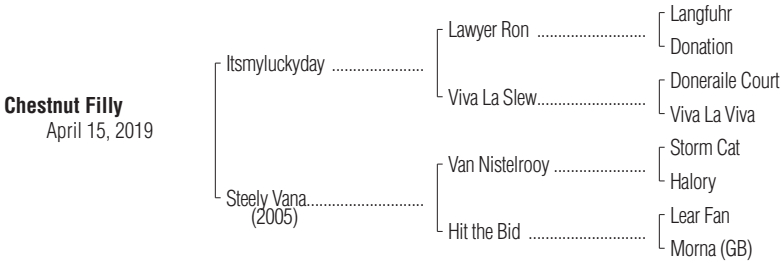 Langfuhr
Lawyer Ron ..........................
Donation
Itsmyluckyday ......................
Doneraile Court
Viva La Slew...........................
Chestnut Filly
Viva La Viva
April 15, 2019
Storm Cat
Van Nistelrooy ......................
Halory
Steely Vana............................
(2005)
Lear Fan
Hit the Bid ............................
Morna (GB)